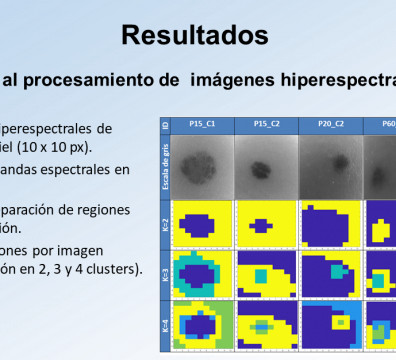 Resultados
al procesamiento de imágenes hiperespectra
perespectrales de
iel (10 x 10 px).
andas espectrales en
paración de regiones
ión.
ones por imagen
ón en 2, 3 y 4 clusters).
ID P15_C1 P15_C2 P20_C2 P60
Escala de gris
K=2
K=3
K=4